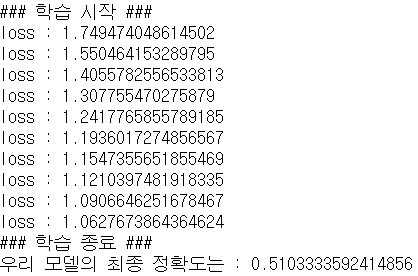 ### 학습 시작 ###
loss : 1.749474048614502
loss : 1.550464153289795
loss : 1.4055782556533813
loss : 1.307755470275879
loss : 1.2417765855789185
loss : 1.1936017274856567
loss : 1.1547355651855469
loss : 1.1210397481918335
loss : 1.0906646251678467
loss : 1.0627673864364624
### 학습 종료 ###
우리 모델의 최종 정확도는 : 0.5103333592414856